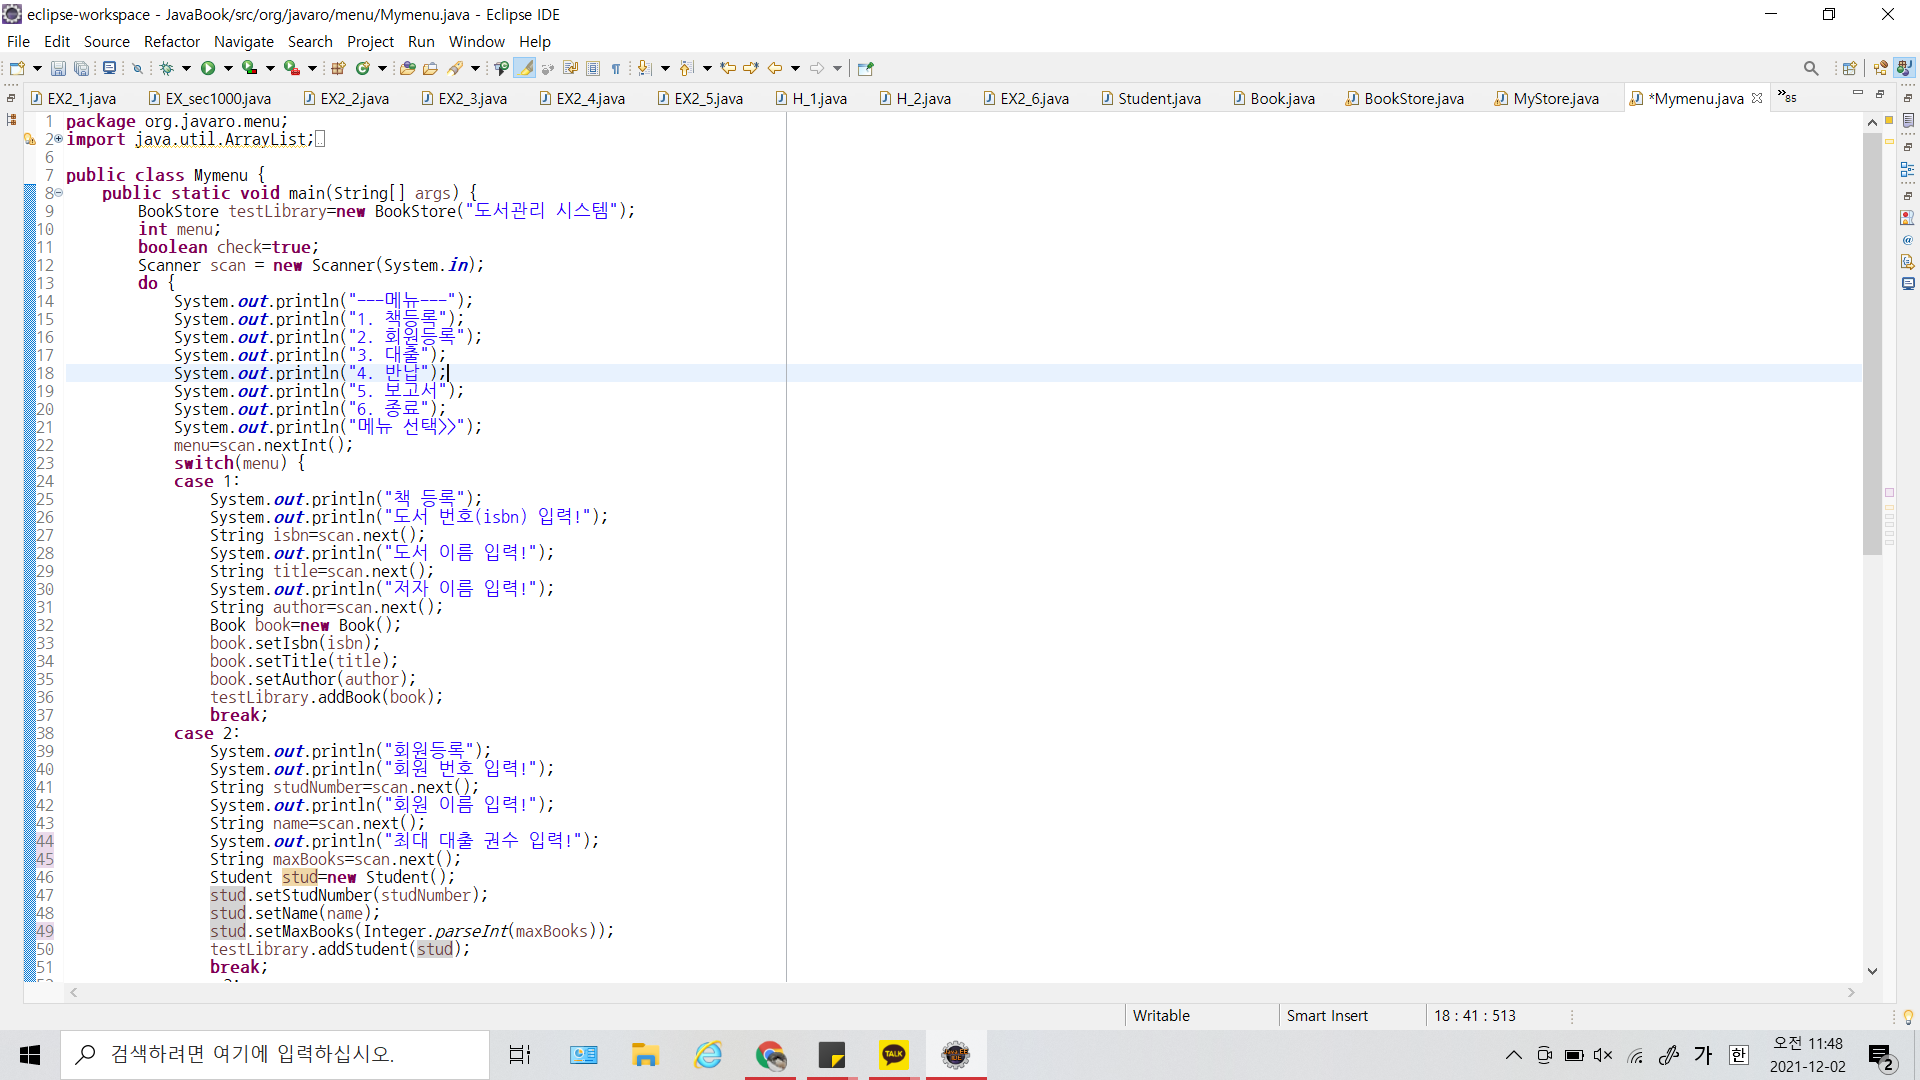 eclipse-workspace - JavaBook/src/org/javaro/menu/Mymenu.java - Eclipse IDE
File Edit Source Refactor Navigate Search Project Run Window Help
EX2_1.java EX_sec1000.java EX2_2.java EX2_3.java EX2_4.java EX2_5.java H_1.java H_2.java EX2_6.java Student.java Book.java BookStore.java MyStore.java *Mymenu.java »85
1 package org.javaro.menu;
2 import java.util.ArrayList;
6
7 public class Mymenu {
8 public static void main(String[] args) {
9 BookStore testLibrary=new BookStore("도서관리 시스템");
10 int menu;
11 boolean check=true;
12 Scanner scan = new Scanner(System.in);
13 do {
14 System.out.println("---메뉴---");
15 System.out.println("1. 책등록");
16 System.out.println("2. 회원등록");
17 System.out.println("3. 대출");
18 System.out.println("4. 반납");
19 System.out.println("5. 보고서");
20 System.out.println("6. 종료");
21 System.out.println("메뉴 선택>>");
22 menu=scan.nextInt();
23 switch(menu) {
24 case 1:
25 System.out.println("책 등록");
26 System.out.println("도서 번호(isbn) 입력!");
27 String isbn=scan.next();
28 System.out.println("도서 이름 입력!");
29 String title=scan.next();
30 System.out.println("저자 이름 입력!");
31 String author=scan.next();
32 Book book=new Book();
33 book.setIsbn(isbn);
34 book.setTitle(title);
35 book.setAuthor(author);
36 testLibrary.addBook(book);
37 break;
38 case 2:
39 System.out.println("회원등록");
40 System.out.println("회원 번호 입력!");
41 String studNumber=scan.next();
42 System.out.println("회원 이름 입력!");
43 String name=scan.next();
44 System.out.println("최대 대출 권수 입력!");
45 String maxBooks=scan.next();
46 Student stud=new Student();
47 stud.setStudNumber(studNumber);
48 stud.setName(name);
49 stud.setMaxBooks(Integer.parseInt(maxBooks));
50 testLibrary.addStudent(stud);
51 break;
Writable Smart Insert 18 : 41 : 513
검색하려면 여기에 입력하십시오.
TALK
가 한 오전 11:48
2021-12-02
2